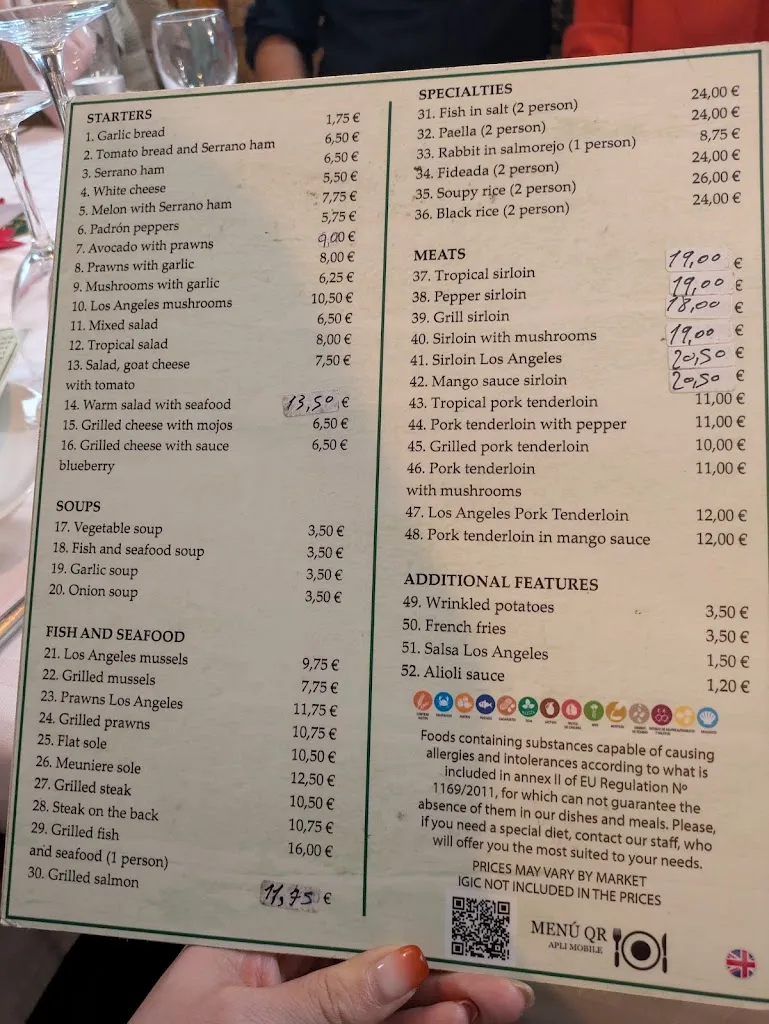 STARTERS
1. Garlic bread 1,75 €
2. Tomato bread and Serrano ham 6,50 €
3. Serrano ham 6,50 €
4. White cheese 5,50 €
5. Melon with Serrano ham 7,75 €
6. Padrón peppers 5,75 €
7. Avocado with prawns 9,00 €
8. Prawns with garlic 8,00 €
9. Mushrooms with garlic 6,25 €
10. Los Angeles mushrooms 10,50 €
11. Mixed salad 6,50 €
12. Tropical salad 8,00 €
13. Salad, goat cheese 7,50 €
with tomato
14. Warm salad with seafood 13,50 €
15. Grilled cheese with mojos 6,50 €
16. Grilled cheese with sauce 6,50 €
blueberry
SOUPS
17. Vegetable soup 3,50 €
18. Fish and seafood soup 3,50 €
19. Garlic soup 3,50 €
20. Onion soup 3,50 €
FISH AND SEAFOOD
21. Los Angeles mussels 9,75 €
22. Grilled mussels 7,75 €
23. Prawns Los Angeles 11,75 €
24. Grilled prawns 10,75 €
25. Flat sole 10,50 €
26. Meuniere sole 12,50 €
27. Grilled steak 10,50 €
28. Steak on the back 10,75 €
29. Grilled fish 16,00 €
and seafood (1 person)
30. Grilled salmon 11,75 €
SPECIALTIES
31. Fish in salt (2 person) 24,00 €
32. Paella (2 person) 24,00 €
33. Rabbit in salmorejo (1 person) 8,75 €
34. Fideada (2 person) 24,00 €
35. Soupy rice (2 person) 26,00 €
36. Black rice (2 person) 24,00 €
MEATS
37. Tropical sirloin 19,00 €
38. Pepper sirloin 19,00 €
39. Grill sirloin 18,00 €
40. Sirloin with mushrooms 19,00 €
41. Sirloin Los Angeles 20,50 €
42. Mango sauce sirloin 20,50 €
43. Tropical pork tenderloin 11,00 €
44. Pork tenderloin with pepper 11,00 €
45. Grilled pork tenderloin 10,00 €
46. Pork tenderloin 11,00 €
with mushrooms
47. Los Angeles Pork Tenderloin 12,00 €
48. Pork tenderloin in mango sauce 12,00 €
ADDITIONAL FEATURES
49. Wrinkled potatoes 3,50 €
50. French fries 3,50 €
51. Salsa Los Angeles 1,50 €
52. Alioli sauce 1,20 €
Foods containing substances capable of causing
allergies and intolerances according to what is
included in annex II of EU Regulation Nº
1169/2011, for which can not guarantee the
absence of them in our dishes and meals. Please,
if you need a special diet, contact our staff, who
will offer you the most suited to your needs.
PRICES MAY VARY BY MARKET
IGIC NOT INCLUDED IN THE PRICES
MENÚ QR
APLI MOBILE